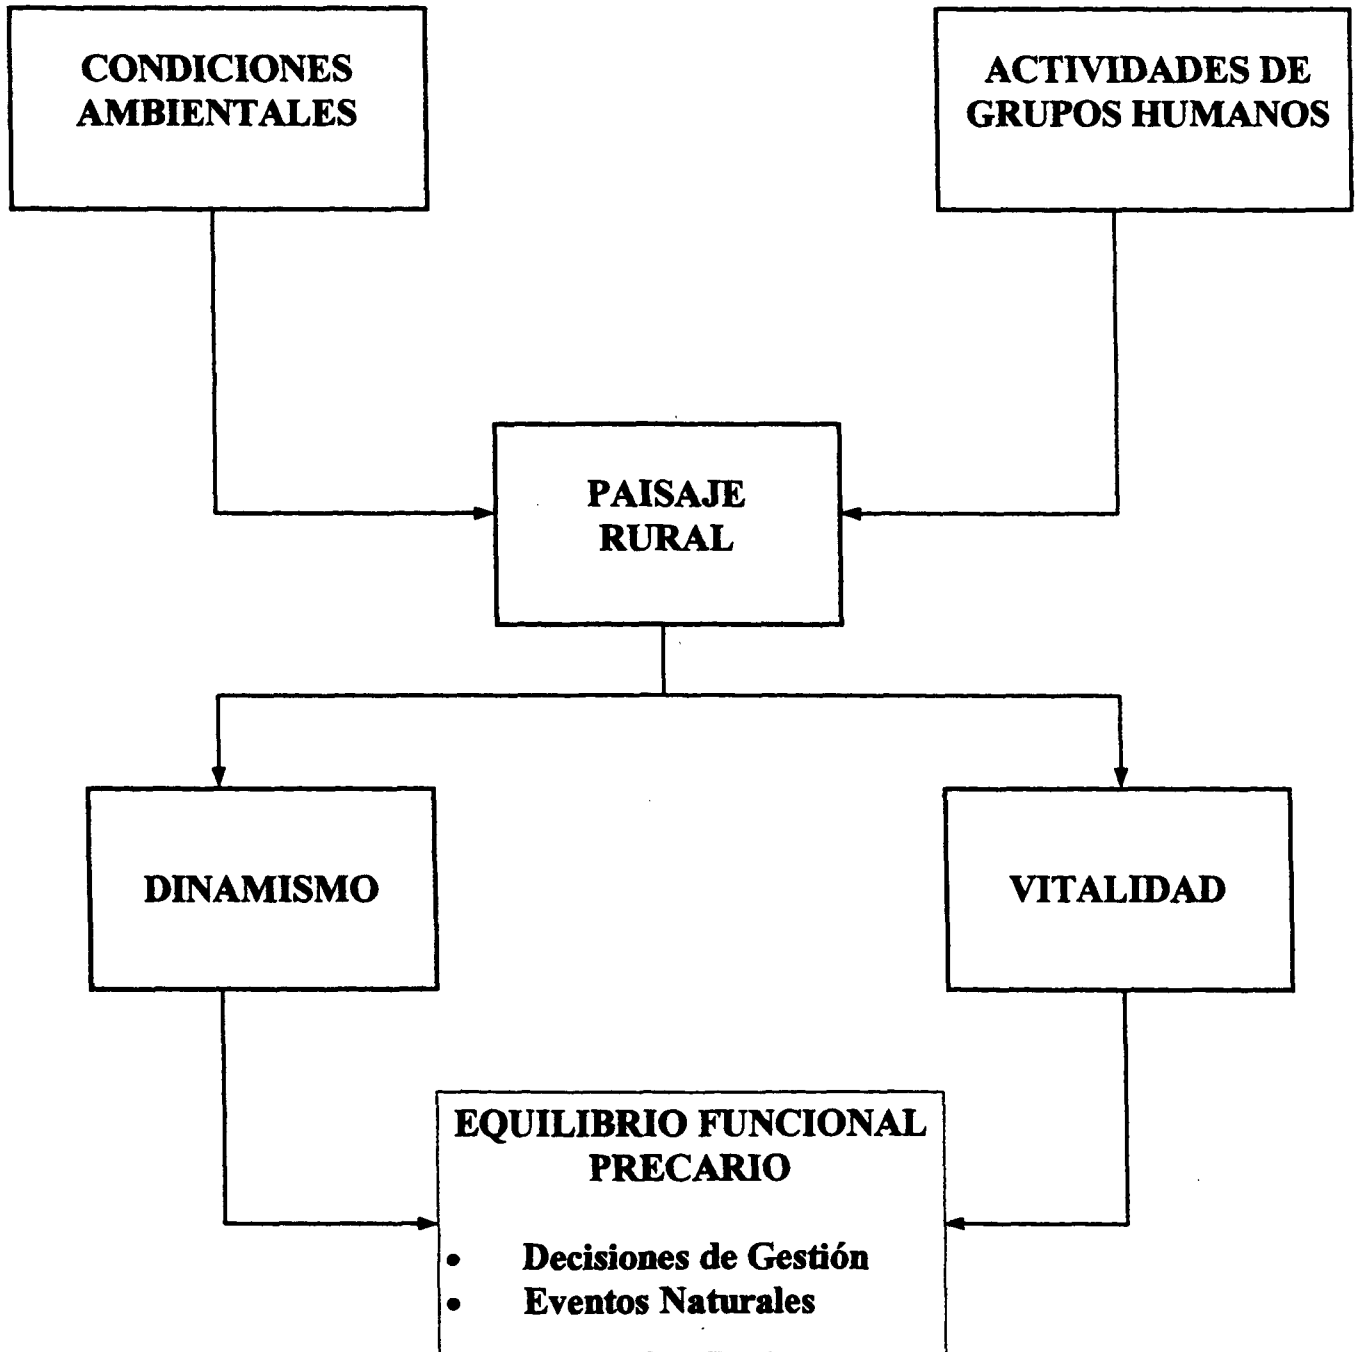 CONDICIONES
AMBIENTALES
ACTIVIDADES DE
GRUPOS HUMANOS
PAISAJE
RURAL
DINAMISMO
VITALIDAD
EQUILIBRIO FUNCIONAL
PRECARIO
• Decisiones de Gestión
• Eventos Naturales